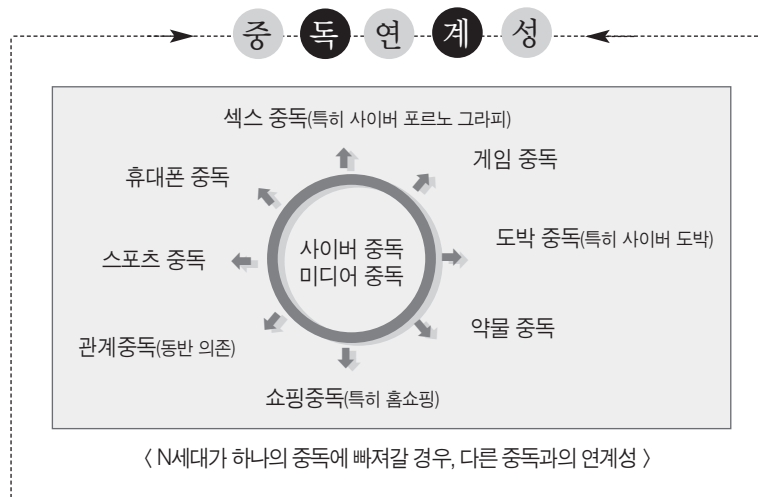 중독연계성
섹스 중독(특히 사이버 포르노 그라피)
게임 중독
휴대폰 중독
도박 중독(특히 사이버 도박)
사이버 중독
미디어 중독
스포츠 중독
약물 중독
관계중독(동반 의존)
쇼핑중독(특히 홈쇼핑)
〈 N세대가 하나의 중독에 빠져갈 경우, 다른 중독과의 연계성 〉